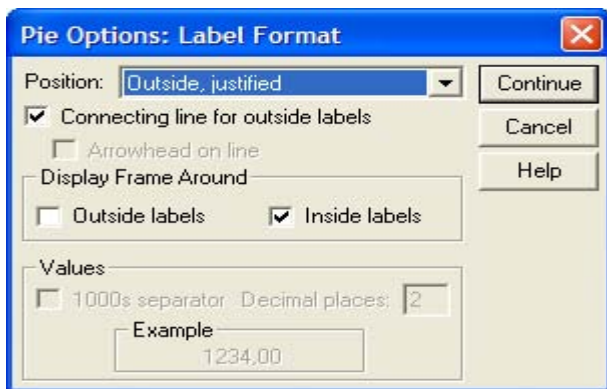 Pie Options: Label Format
Position: Outside, justified
Continue
Connecting line for outside labels
Cancel
Arrowhead on line
Help
Display Frame Around
Outside labels Inside labels
Values
1000s separator Decimal places: 2
Example
1234,00